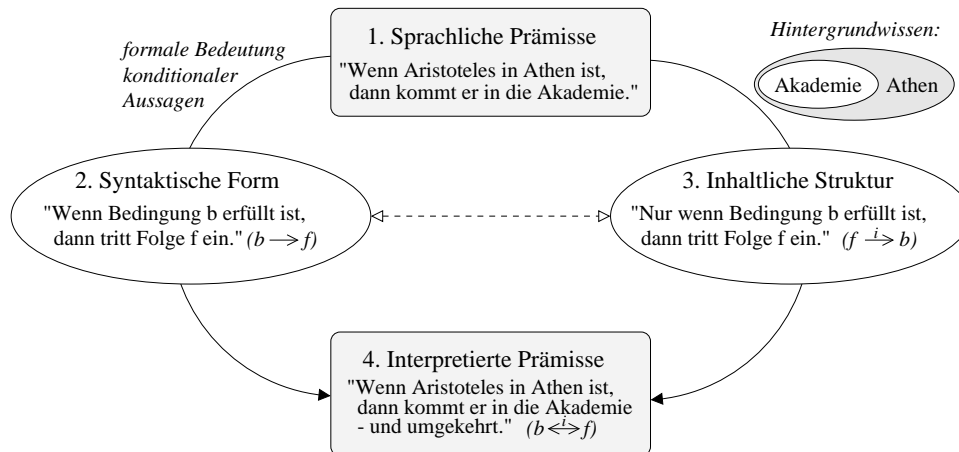 formale Bedeutung
konditionaler
Aussagen
1. Sprachliche Prämisse
"Wenn Aristoteles in Athen ist,
dann kommt er in die Akademie."
Hintergrundwissen:
Akademie Athen
2. Syntaktische Form
"Wenn Bedingung b erfüllt ist,
dann tritt Folge f ein." (b → f)
3. Inhaltliche Struktur
"Nur wenn Bedingung b erfüllt ist,
dann tritt Folge f ein." (f →ⁱ b)
4. Interpretierte Prämisse
"Wenn Aristoteles in Athen ist,
dann kommt er in die Akademie
- und umgekehrt." (b ↔ⁱ f)